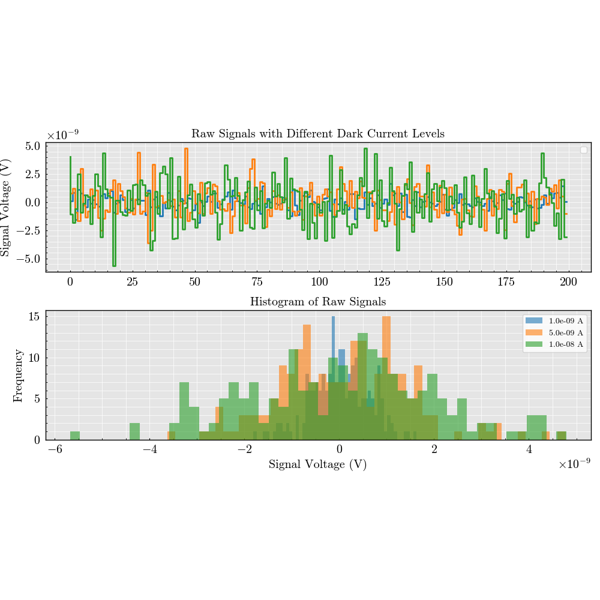 Raw Signals with Different Dark Current Levels
×10⁻⁹
Signal Voltage (V)
5.0
2.5
0.0
−2.5
−5.0
0 25 50 75 100 125 150 175 200
Histogram of Raw Signals
Frequency
15
10
5
0
1.0e-09 A
5.0e-09 A
1.0e-08 A
−6 −4 −2 0 2 4
Signal Voltage (V)
×10⁻⁹